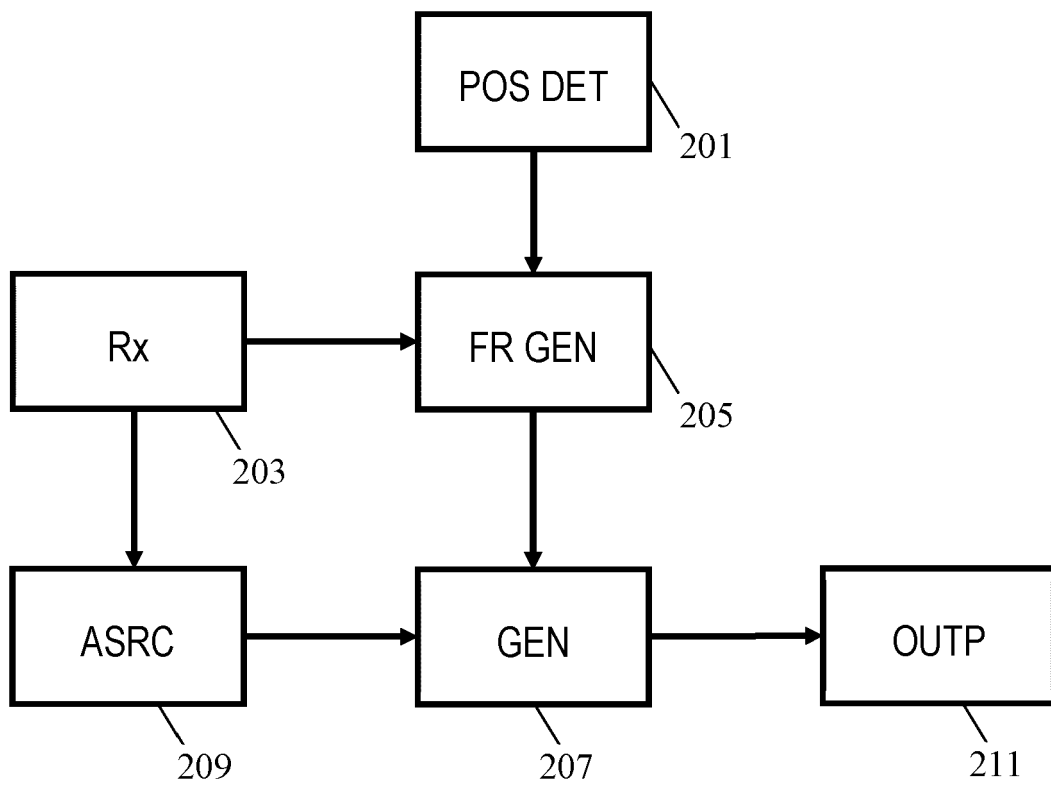 POS DET
201
Rx
FR GEN
205
203
ASRC
GEN
OUTP
209
207
211